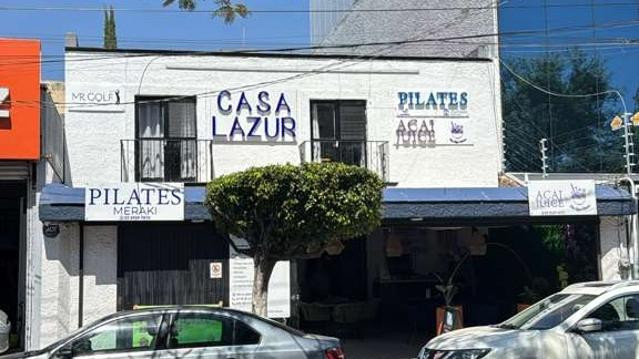 MR. GOLF
CASA
LAZUR
PILATES
ACAI
JUICE
PILATES
MERAKI
ACAI
JUICE